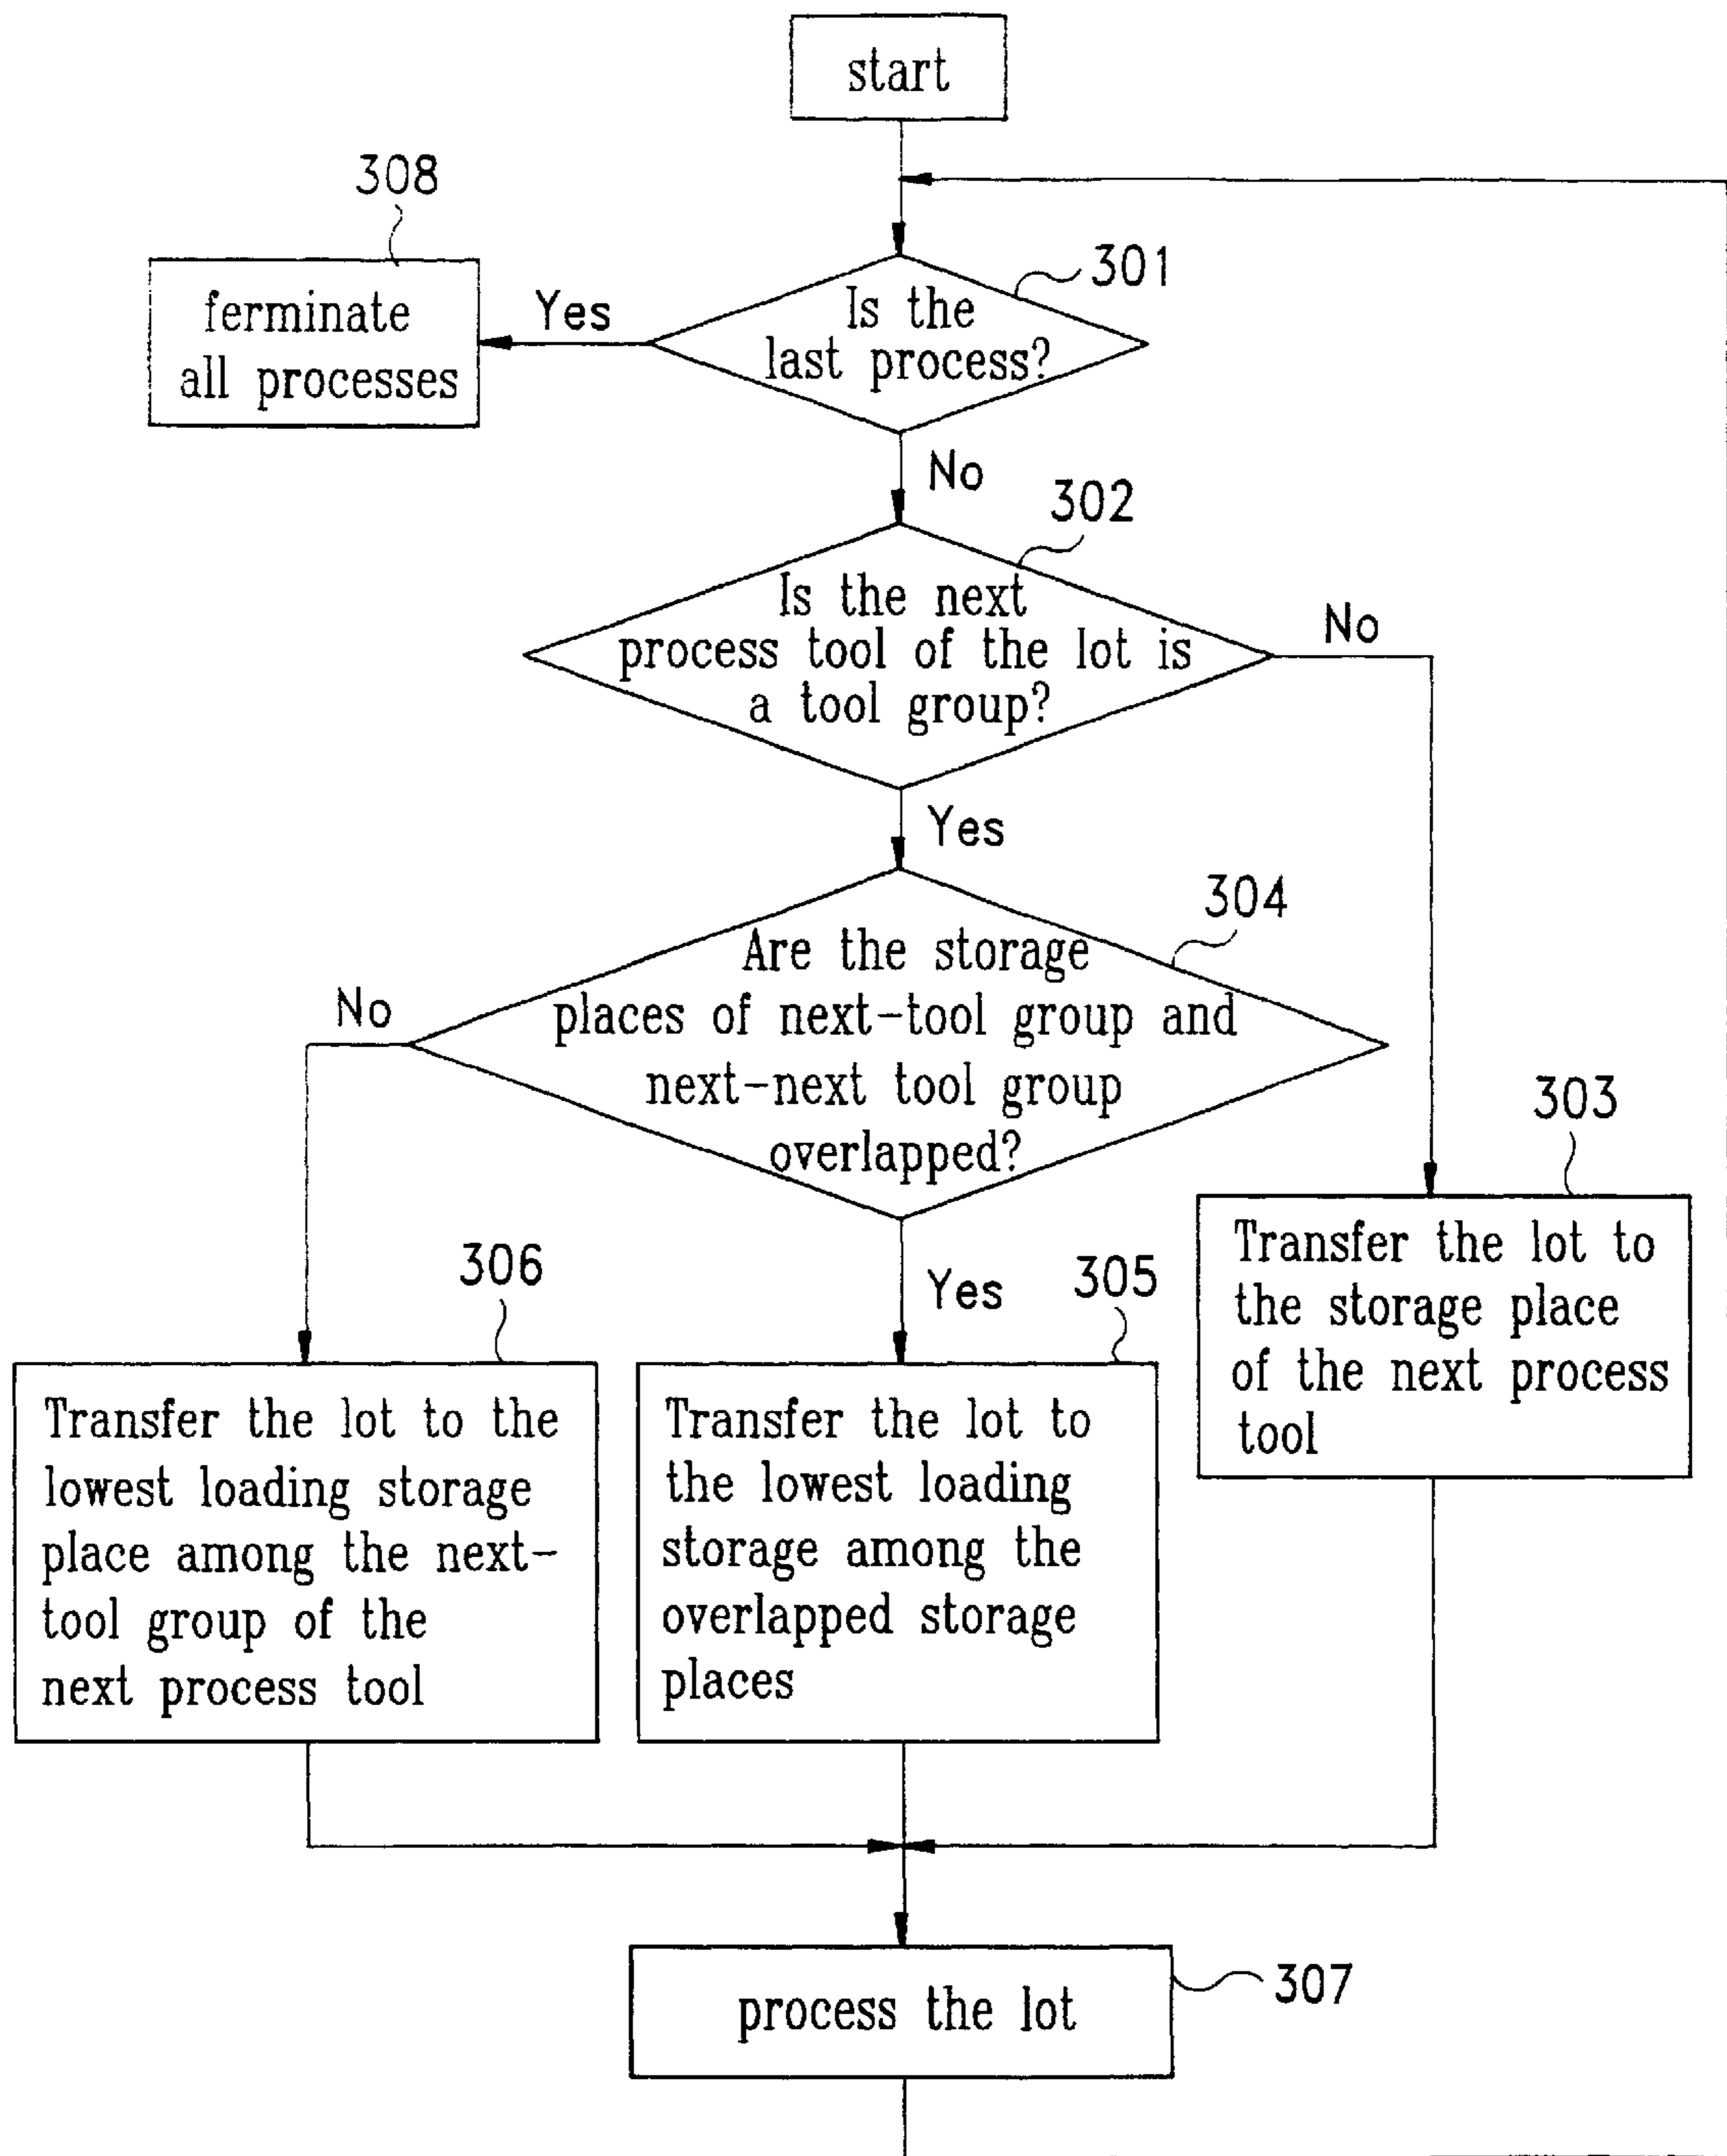 start
308
301
ferminate
all processes
Yes
Is the
last process?
No
302
Is the next
process tool of the lot is
a tool group?
No
Yes
304
Are the storage
places of next-tool group and
next-next tool group
overlapped?
No
303
Transfer the lot to
the storage place
of the next process
tool
306
Yes
305
Transfer the lot to the
lowest loading storage
place among the next-
tool group of the
next process tool
Transfer the lot to
the lowest loading
storage among the
overlapped storage
places
process the lot
307